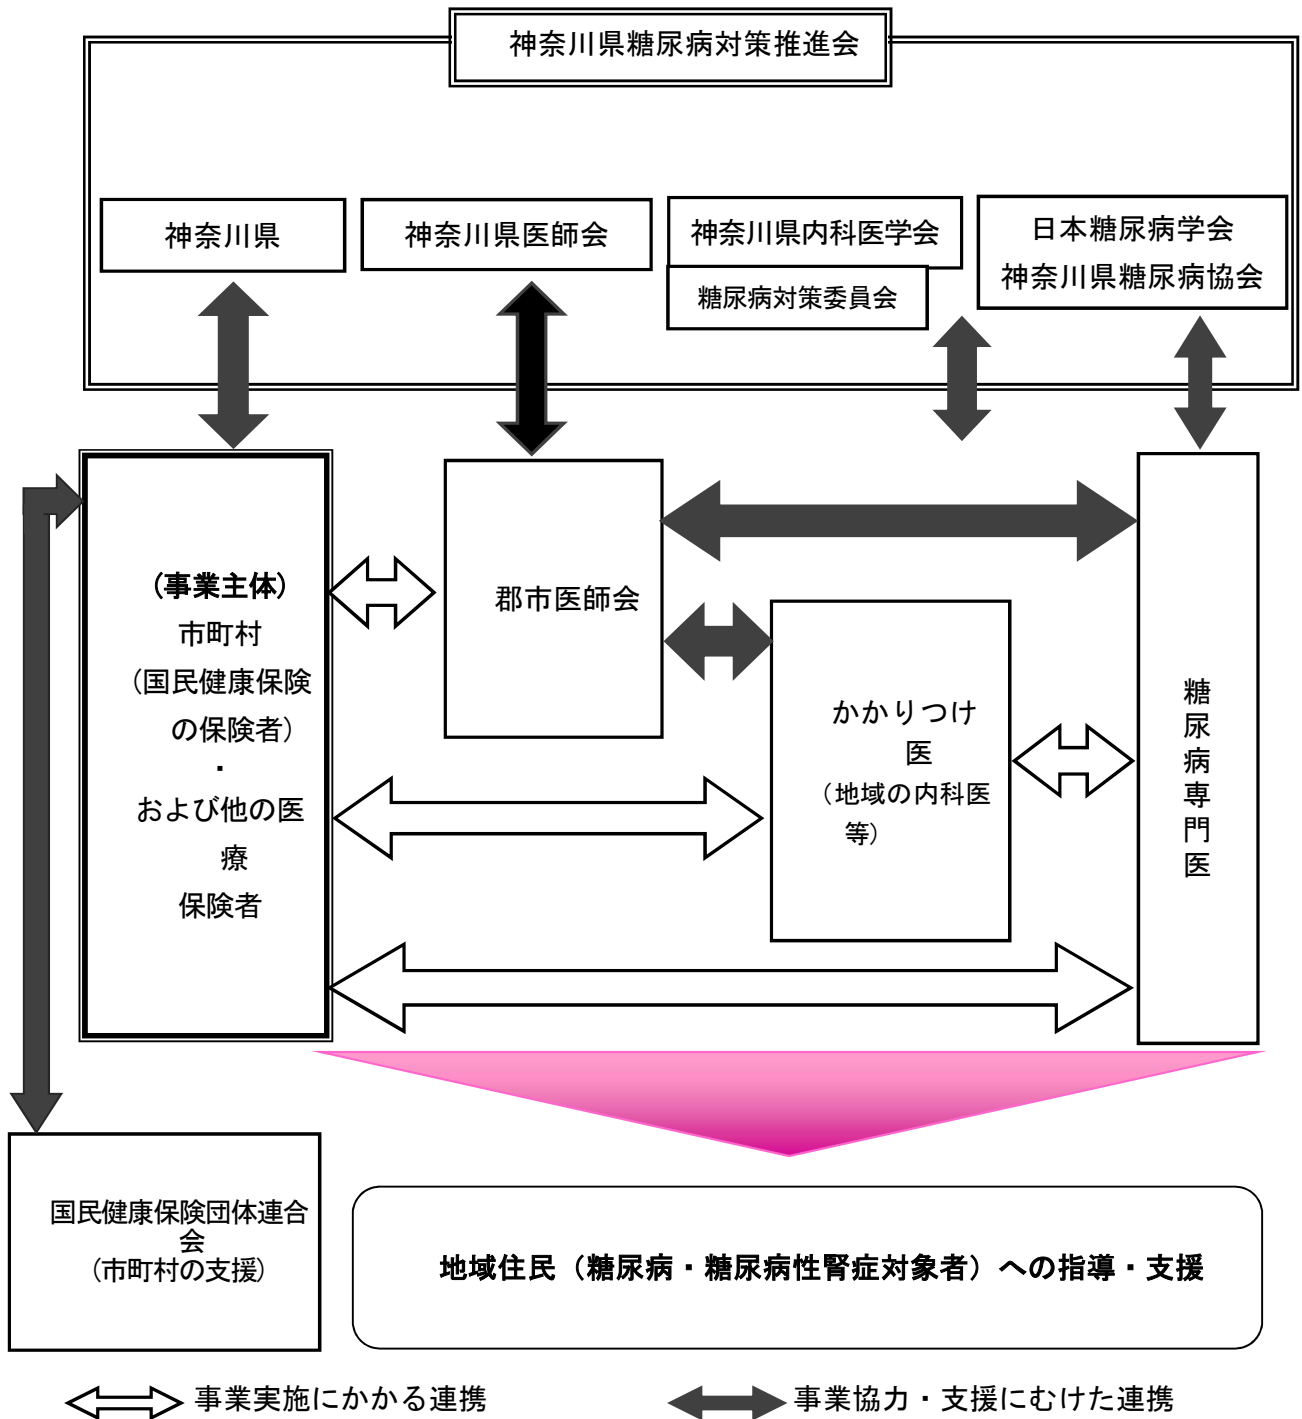 神奈川県糖尿病対策推進会
神奈川県
神奈川県医師会
神奈川県内科医学会
糖尿病対策委員会
日本糖尿病学会
神奈川県糖尿病協会
(事業主体)
市町村
(国民健康保険
の保険者)
・
および他の医
療
保険者
郡市医師会
かかりつけ
医
(地域の内科医
等)
糖尿病専門医
国民健康保険団体連合
会
(市町村の支援)
地域住民(糖尿病・糖尿病性腎症対象者)への指導・支援
事業実施にかかる連携
事業協力・支援にむけた連携